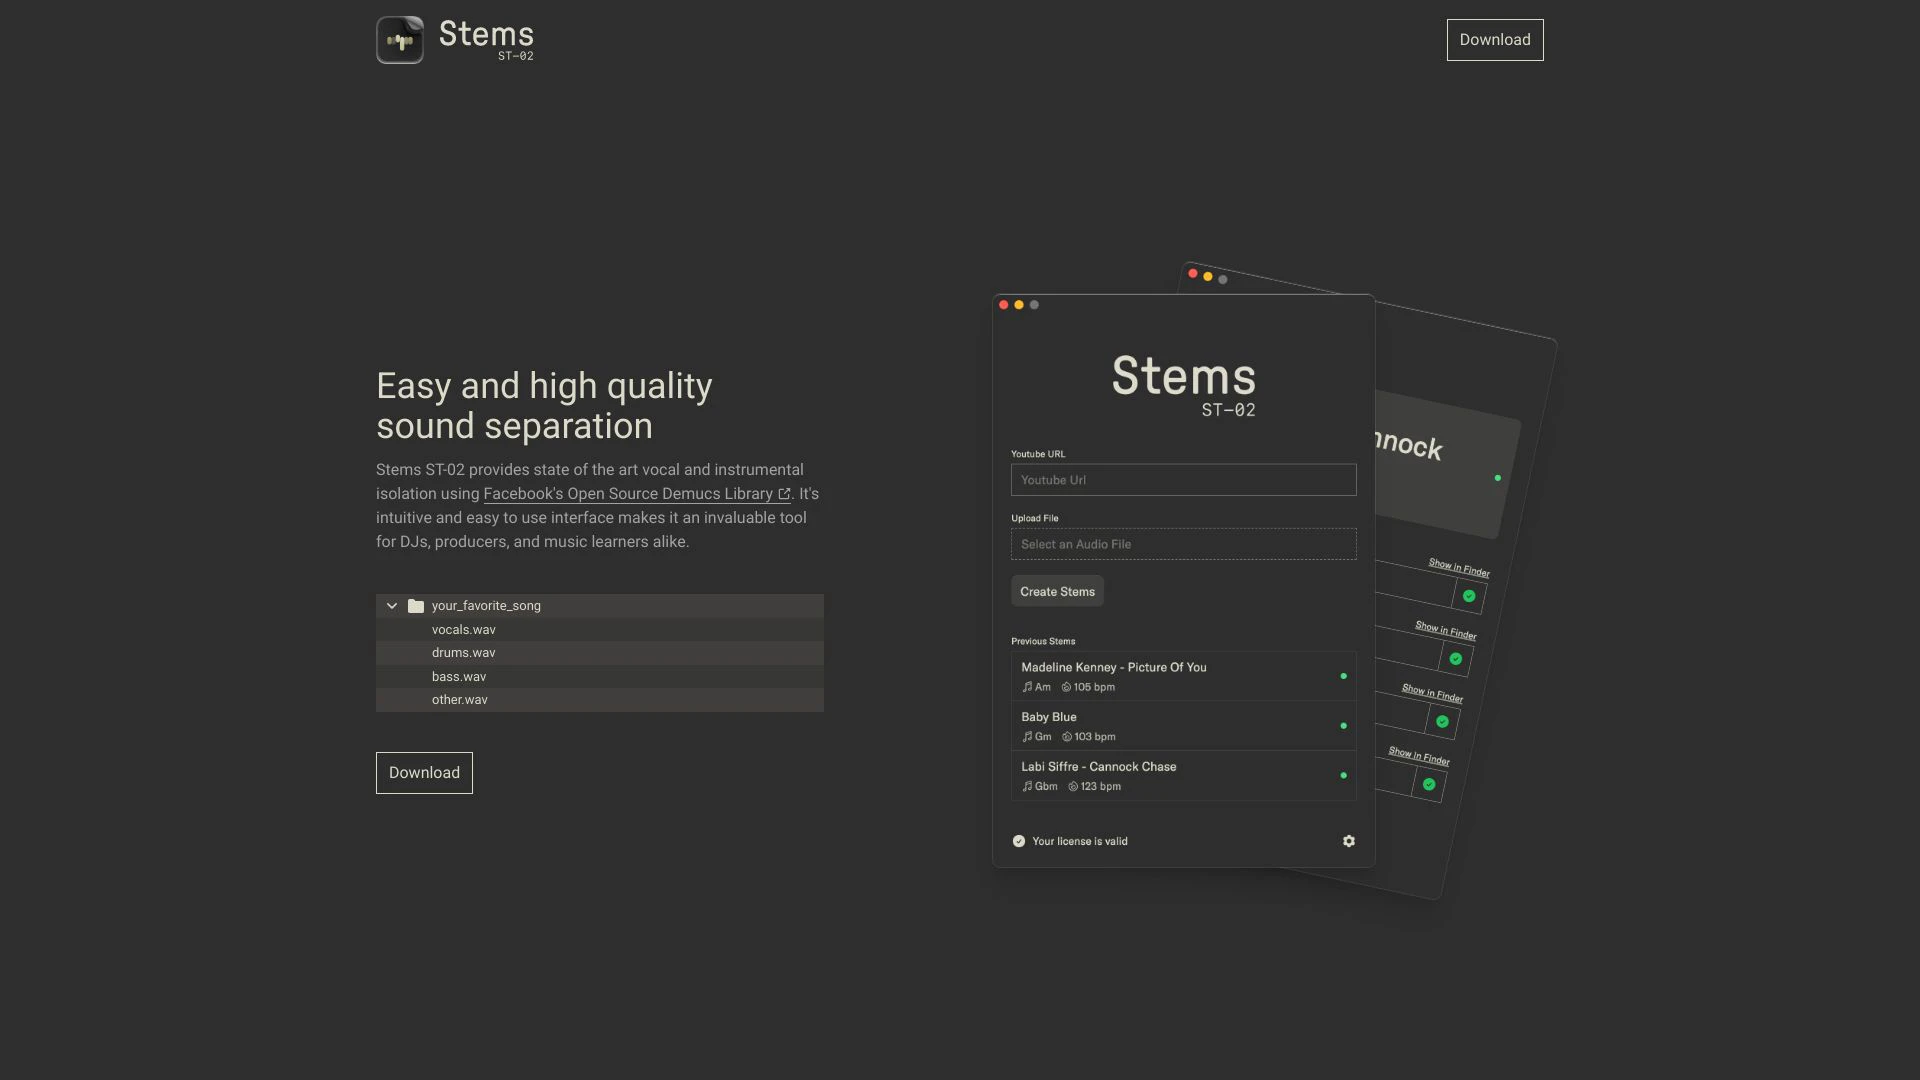 Stems
ST-02
Download
Easy and high quality
sound separation
Stems ST-02 provides state of the art vocal and instrumental
isolation using Facebook's Open Source Demucs Library. It's
intuitive and easy to use interface makes it an invaluable tool
for DJs, producers, and music learners alike.
your_favorite_song
vocals.wav
drums.wav
bass.wav
other.wav
Download
Stems
ST-02
Youtube URL
Youtube Url
Upload File
Select an Audio File
Create Stems
Previous Stems
Madeline Kenney - Picture Of You
Am 105 bpm
Baby Blue
Gm 103 bpm
Labi Siffre - Cannock Chase
Gbm 123 bpm
Your license is valid
Show in Finder
Show in Finder
Show in Finder
Show in Finder